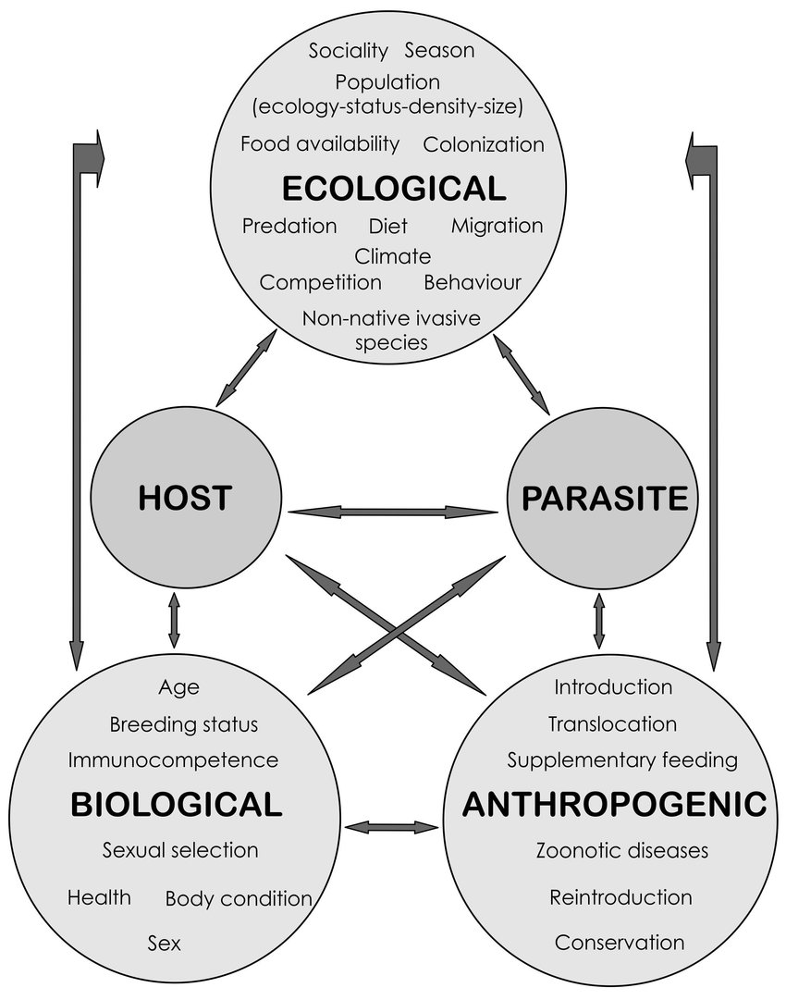 Sociality Season
Population
(ecology-status-density-size)
Food availability Colonization
ECOLOGICAL
Predation Diet Migration
Climate
Competition Behaviour
Non-native ivasive
species
HOST
PARASITE
Age
Breeding status
Immunocompetence
BIOLOGICAL
Sexual selection
Health Body condition
Sex
Introduction
Translocation
Supplementary feeding
ANTHROPOGENIC
Zoonotic diseases
Reintroduction
Conservation